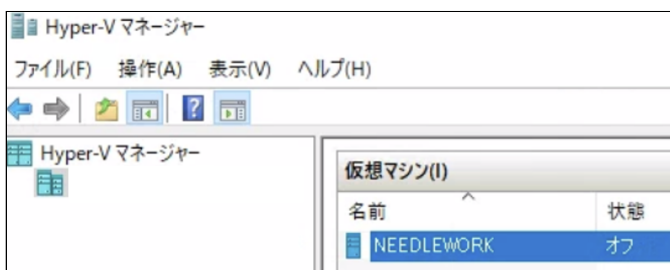 Hyper-V マネージャー
ファイル(F) 操作(A) 表示(V) ヘルプ(H)
Hyper-V マネージャー
仮想マシン(I)
名前 状態
NEEDLEWORK オフ